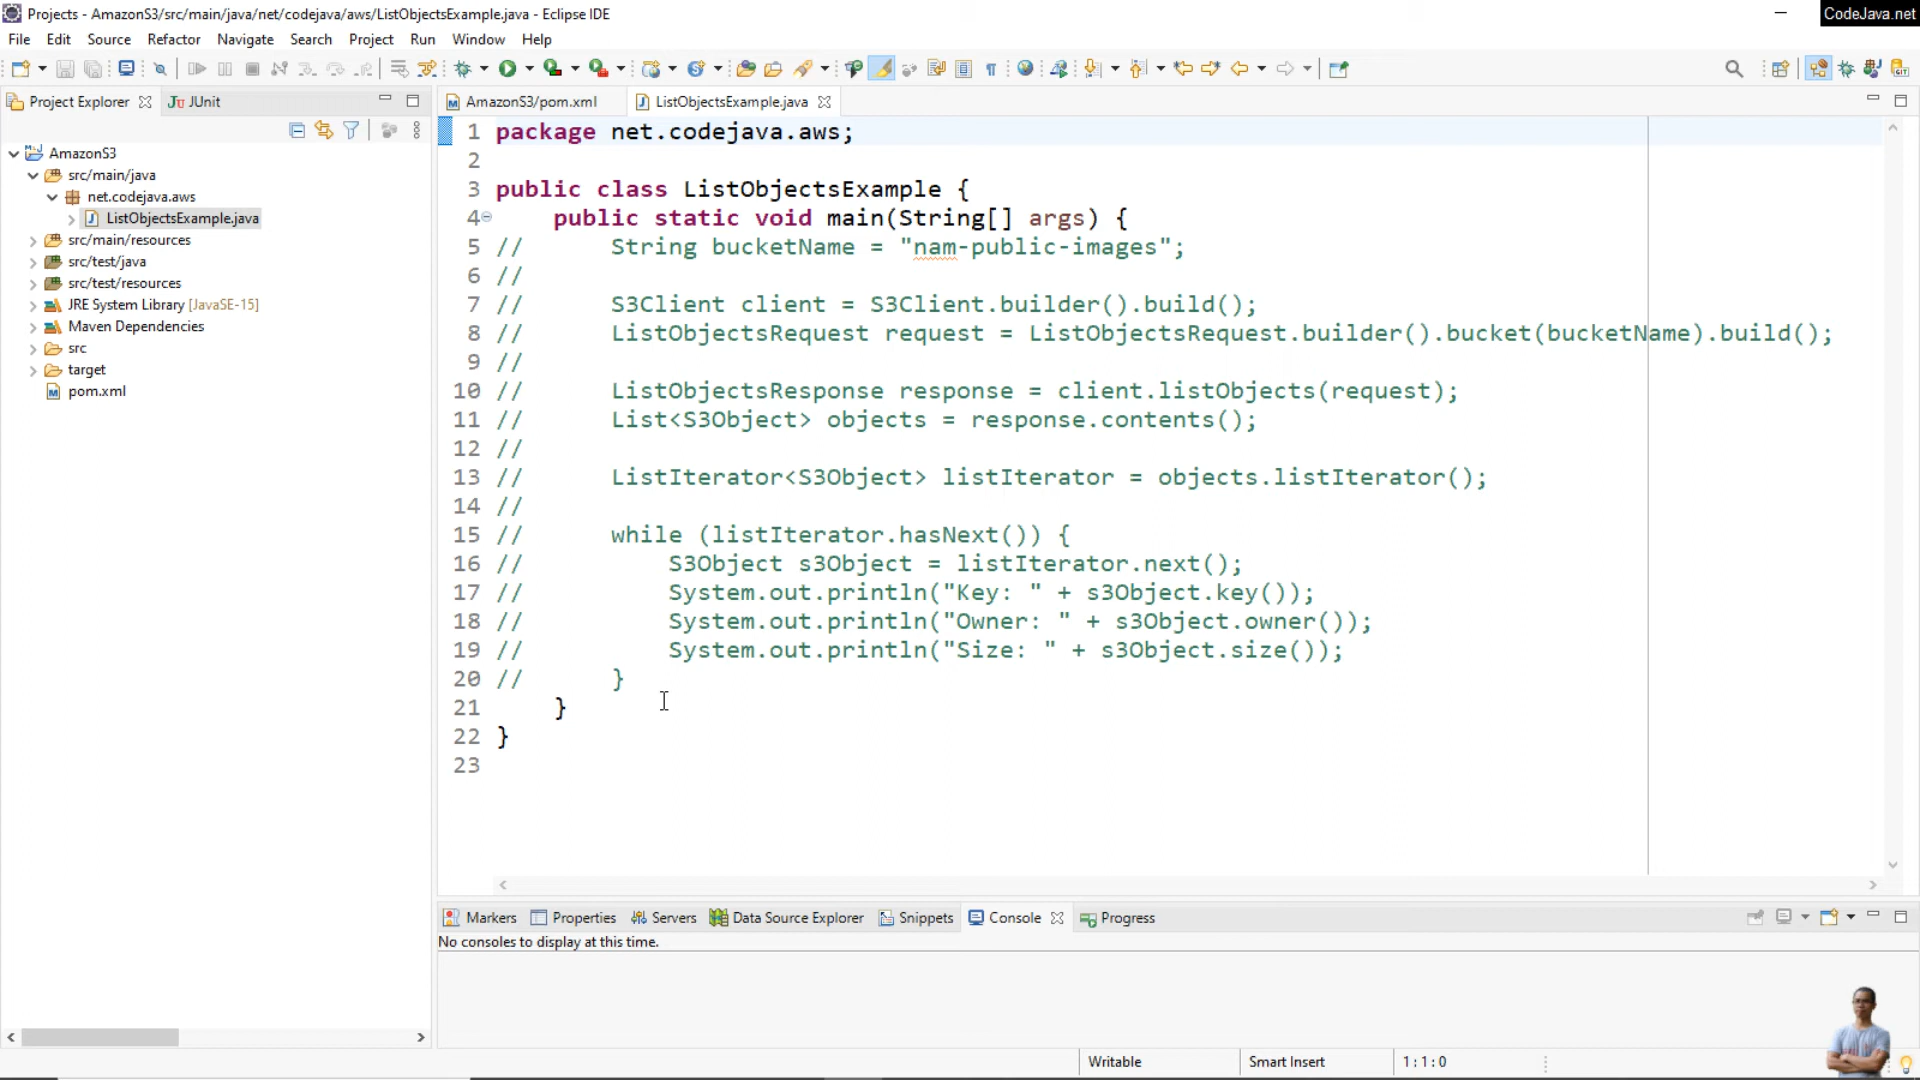 Projects - AmazonS3/src/main/java/net/codejava/aws/ListObjectsExample.java - Eclipse IDE
CodeJava.net
File Edit Source Refactor Navigate Search Project Run Window Help
Project Explorer JUnit
AmazonS3
src/main/java
net.codejava.aws
ListObjectsExample.java
src/main/resources
src/test/java
src/test/resources
JRE System Library [JavaSE-15]
Maven Dependencies
src
target
pom.xml
AmazonS3/pom.xml ListObjectsExample.java
1 package net.codejava.aws;
2
3 public class ListObjectsExample {
4 public static void main(String[] args) {
5 // String bucketName = "nam-public-images";
6 //
7 // S3Client client = S3Client.builder().build();
8 // ListObjectsRequest request = ListObjectsRequest.builder().bucket(bucketName).build();
9 //
10 // ListObjectsResponse response = client.listObjects(request);
11 // List<S3Object> objects = response.contents();
12 //
13 // ListIterator<S3Object> listIterator = objects.listIterator();
14 //
15 // while (listIterator.hasNext()) {
16 // S3Object s3Object = listIterator.next();
17 // System.out.println("Key: " + s3Object.key());
18 // System.out.println("Owner: " + s3Object.owner());
19 // System.out.println("Size: " + s3Object.size());
20 // }
21 }
22 }
23
Markers Properties Servers Data Source Explorer Snippets Console Progress
No consoles to display at this time.
Writable Smart Insert 1:1:0